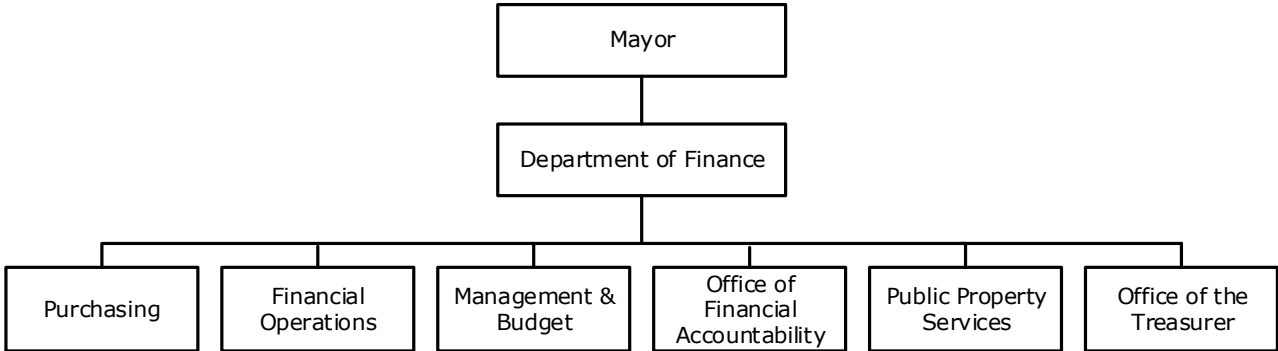 Mayor
Department of Finance
Purchasing
Financial
Operations
Management &
Budget
Office of
Financial
Accountability
Public Property
Services
Office of the
Treasurer